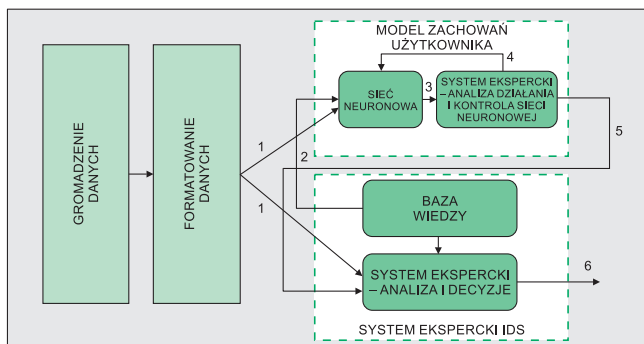 GROMADZENIE
DANYCH
FORMATOWANIE
DANYCH
MODEL ZACHOWAŃ
UŻYTKOWNIKA
4
SIEĆ
NEURONOWA
3
SYSTEM EKSPERCKI
– ANALIZA DZIAŁANIA
I KONTROLA SIECI
NEURONOWEJ
5
1
2
1
BAZA
WIEDZY
SYSTEM EKSPERCKI
– ANALIZA I DECYZJE
6
SYSTEM EKSPERCKI IDS